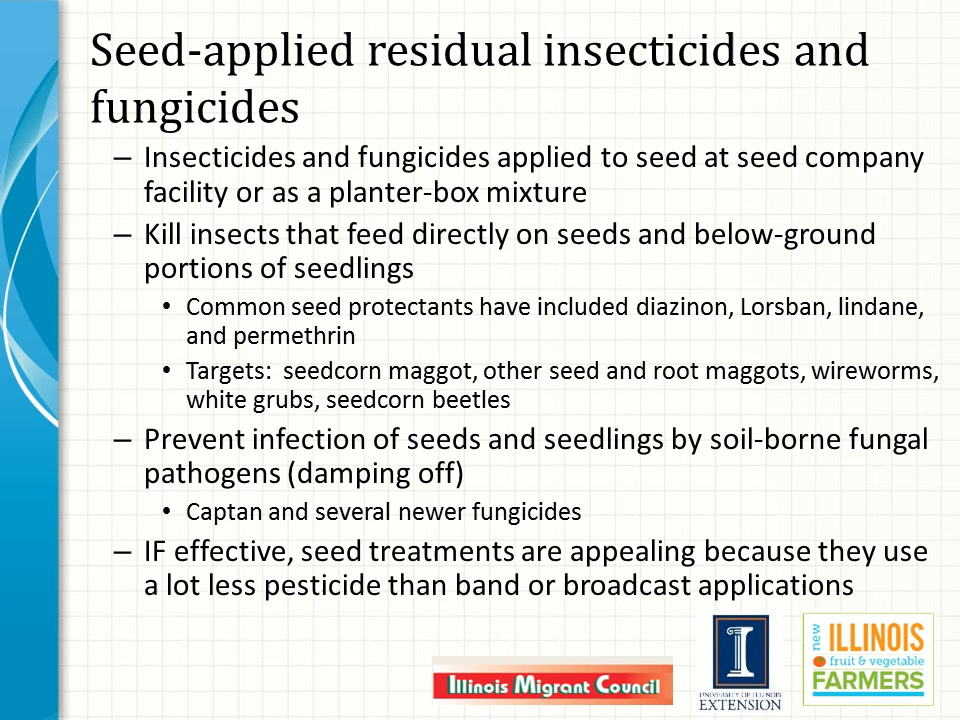 Seed-applied residual insecticides and
fungicides
– Insecticides and fungicides applied to seed at seed company
facility or as a planter-box mixture
– Kill insects that feed directly on seeds and below-ground
portions of seedlings
• Common seed protectants have included diazinon, Lorsban, lindane,
and permethrin
• Targets:  seedcorn maggot, other seed and root maggots, wireworms,
white grubs, seedcorn beetles
– Prevent infection of seeds and seedlings by soil-borne fungal
pathogens (damping off)
• Captan and several newer fungicides
– IF effective, seed treatments are appealing because they use
a lot less pesticide than band or broadcast applications
Illinois Migrant Council
I
UNIVERSITY OF ILLINOIS
EXTENSION
new
ILLINOIS
fruit & vegetable
FARMERS